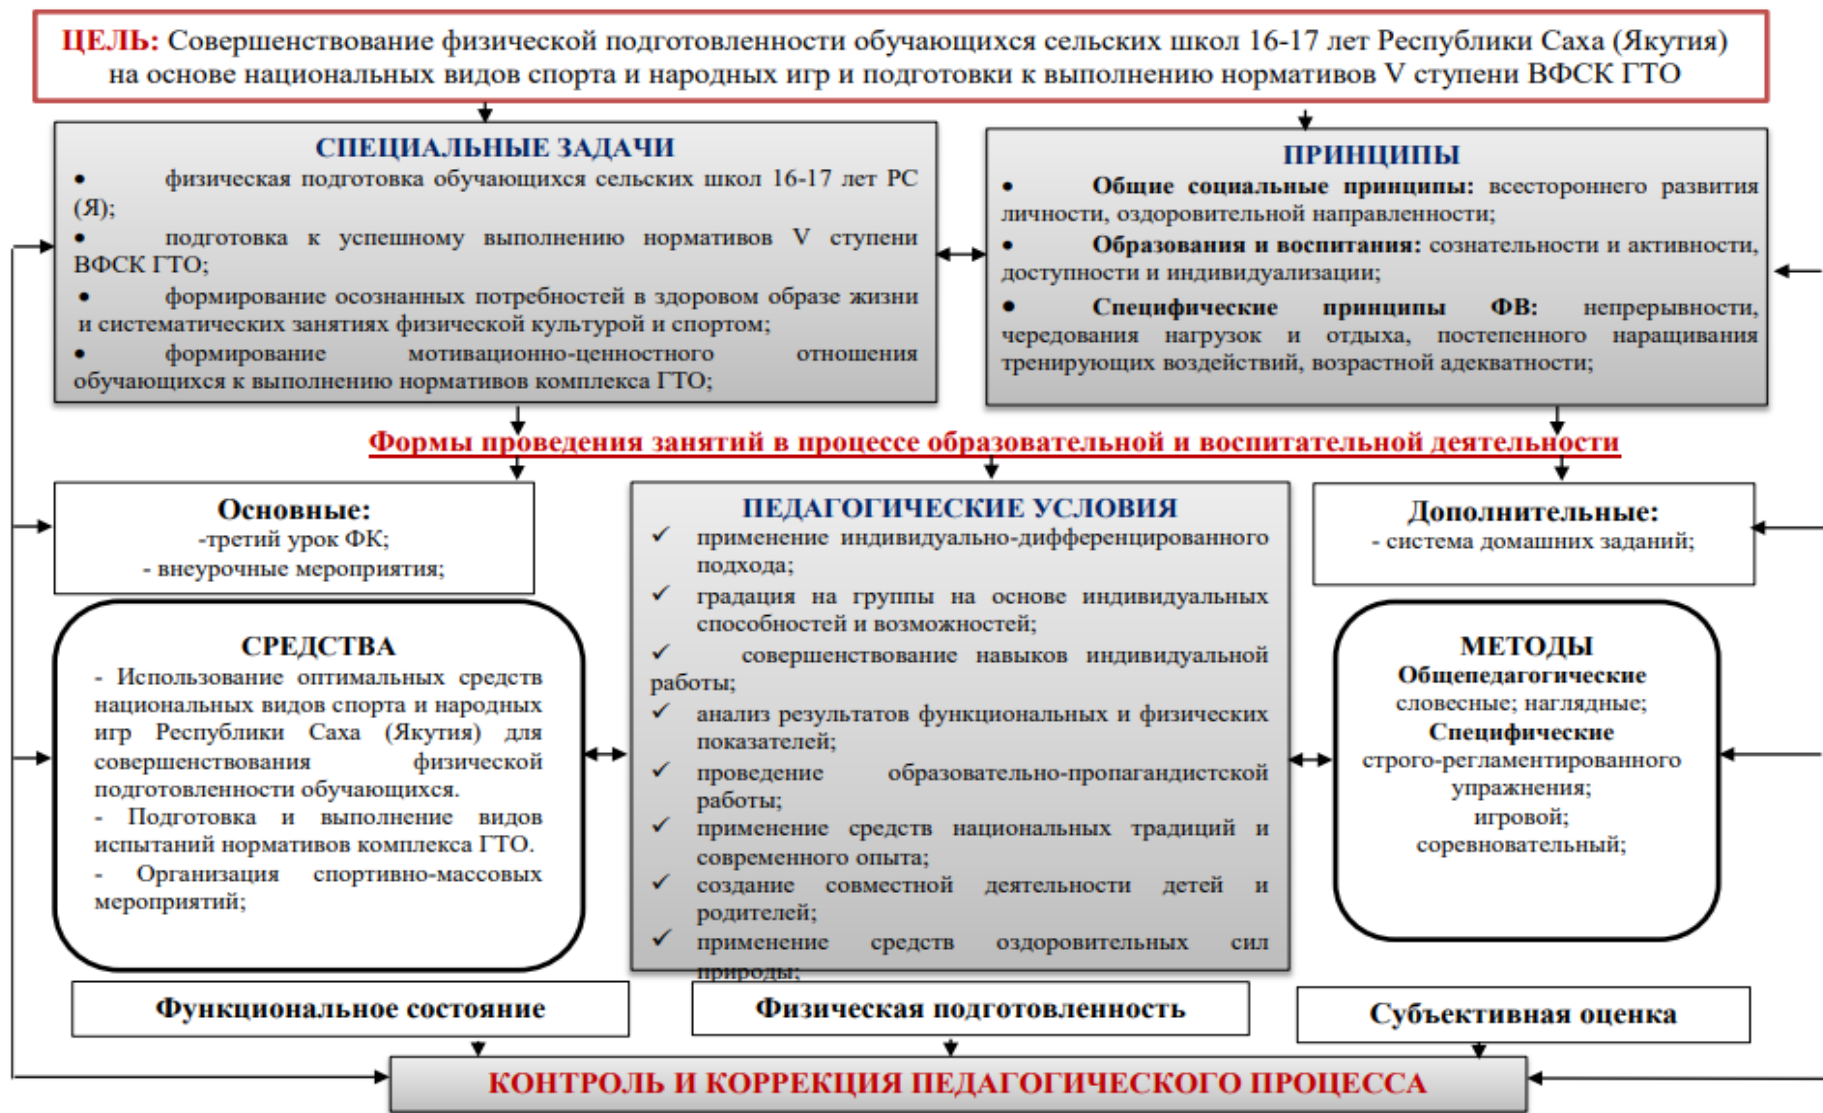 ЦЕЛЬ: Совершенствование физической подготовленности обучающихся сельских школ 16-17 лет Республики Саха (Якутия)
на основе национальных видов спорта и народных игр и подготовки к выполнению нормативов V ступени ВФСК ГТО
СПЕЦИАЛЬНЫЕ ЗАДАЧИ
• физическая подготовка обучающихся сельских школ 16-17 лет РС
(Я);
• подготовка к успешному выполнению нормативов V ступени
ВФСК ГТО;
• формирование осознанных потребностей в здоровом образе жизни
и систематических занятиях физической культурой и спортом;
• формирование мотивационно-ценностного отношения
обучающихся к выполнению нормативов комплекса ГТО;
ПРИНЦИПЫ
• Общие социальные принципы: всестороннего развития
личности, оздоровительной направленности;
• Образования и воспитания: сознательности и активности,
доступности и индивидуализации;
• Специфические принципы ФВ: непрерывности,
чередования нагрузок и отдыха, постепенного наращивания
тренирующих воздействий, возрастной адекватности;
Формы проведения занятий в процессе образовательной и воспитательной деятельности
Основные:
-третий урок ФК;
- внеурочные мероприятия;
СРЕДСТВА
- Использование оптимальных средств
национальных видов спорта и народных
игр Республики Саха (Якутия) для
совершенствования физической
подготовленности обучающихся.
- Подготовка и выполнение видов
испытаний нормативов комплекса ГТО.
- Организация спортивно-массовых
мероприятий;
ПЕДАГОГИЧЕСКИЕ УСЛОВИЯ
✓ применение индивидуально-дифференцированного
подхода;
✓ градация на группы на основе индивидуальных
способностей и возможностей;
✓ совершенствование навыков индивидуальной
работы;
✓ анализ результатов функциональных и физических
показателей;
✓ проведение образовательно-пропагандистской
работы;
✓ применение средств национальных традиций и
современного опыта;
✓ создание совместной деятельности детей и
родителей;
✓ применение средств оздоровительных сил
природы;
Дополнительные:
- система домашних заданий;
МЕТОДЫ
Общепедагогические
словесные; наглядные;
Специфические
строго-регламентированного
упражнения;
игровой;
соревновательный;
Функциональное состояние
Физическая подготовленность
Субъективная оценка
КОНТРОЛЬ И КОРРЕКЦИЯ ПЕДАГОГИЧЕСКОГО ПРОЦЕССА